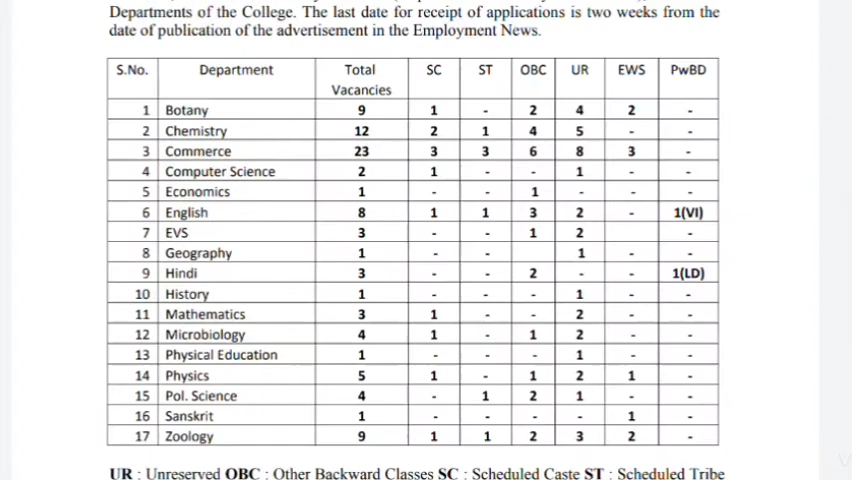 Departments of the College. The last date for receipt of applications is two weeks from the
date of publication of the advertisement in the Employment News.
S.No. Department Total Vacancies SC ST OBC UR EWS PwBD
1 Botany 9 1 - 2 4 2 -
2 Chemistry 12 2 1 4 5 - -
3 Commerce 23 3 3 6 8 3 -
4 Computer Science 2 1 - - 1 - -
5 Economics 1 - - 1 - - -
6 English 8 1 1 3 2 - 1(VI)
7 EVS 3 - - 1 2 -
8 Geography 1 - - 1 - -
9 Hindi 3 - - 2 - - 1(LD)
10 History 1 - - - 1 - -
11 Mathematics 3 1 - - 2 - -
12 Microbiology 4 1 - 1 2 - -
13 Physical Education 1 - - - 1 - -
14 Physics 5 1 - 1 2 1 -
15 Pol. Science 4 - 1 2 1 - -
16 Sanskrit 1 - - - - 1 -
17 Zoology 9 1 1 2 3 2 -
UR : Unreserved OBC : Other Backward Classes SC : Scheduled Caste ST : Scheduled Tribe